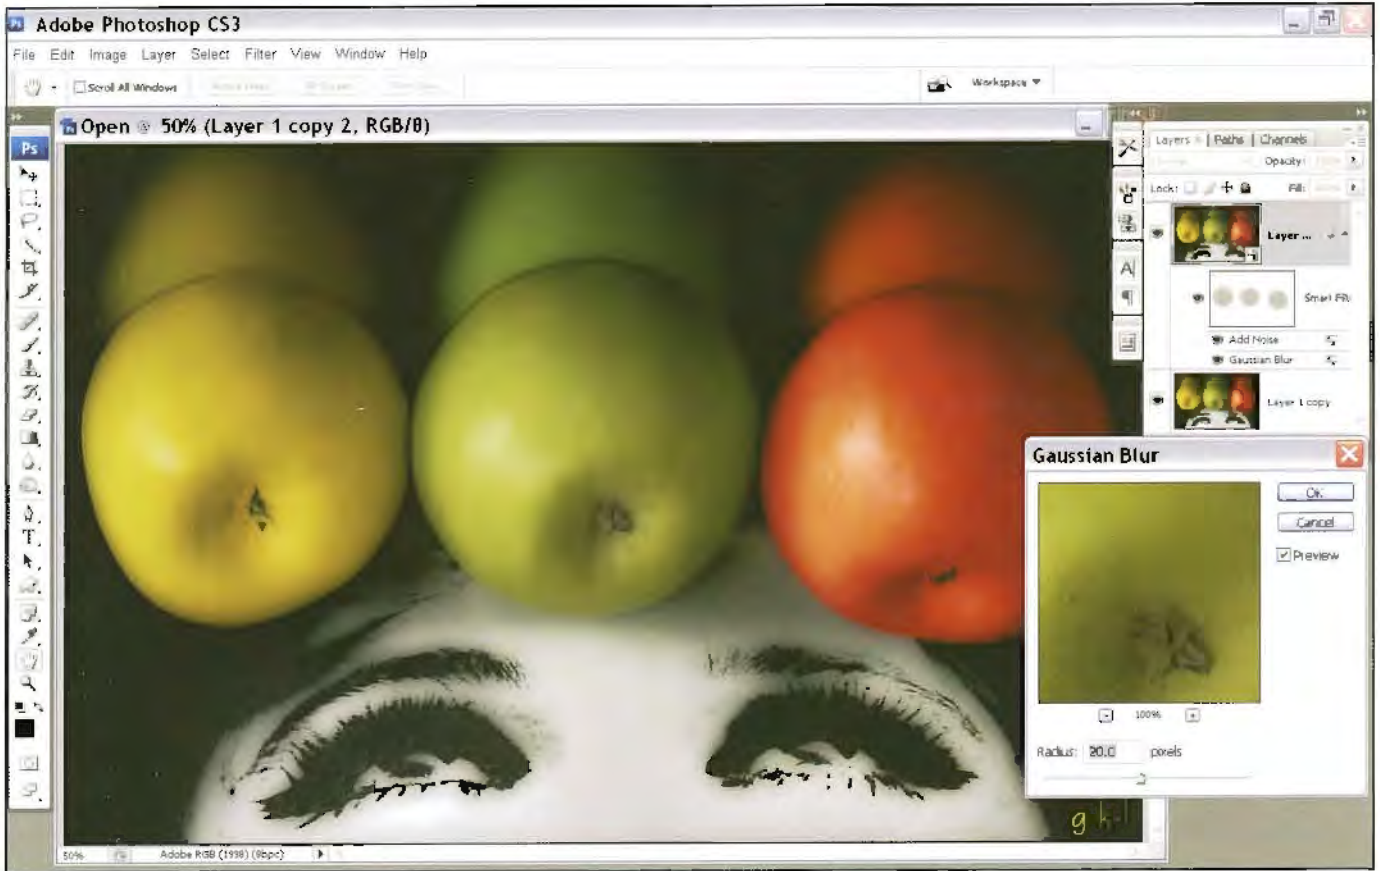 Adobe Photoshop CS3
File Edit Image Layer Select Filter View Window Help
Scroll All Windows
Workspace
Open @ 50% (Layer 1 copy 2, RGB/8)
Ps
Layers × Paths Channels
Opacity:
Lock: Fill:
Layer ...
Add Noise
Gaussian Blur
Layer 1 copy
Gaussian Blur
OK
Cancel
Preview
100%
Radius: 20.0 pixels
50% Adobe RGB (1998) (8bpc)